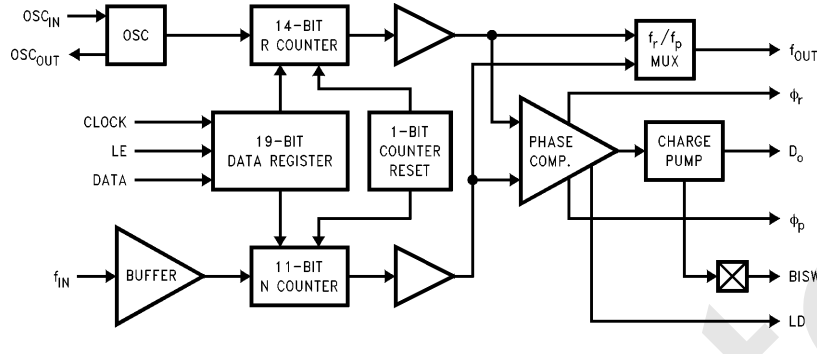 OSC_IN
OSC_OUT
OSC
14-BIT
R COUNTER
f_r/f_p
MUX
f_OUT
ϕ_r
CLOCK
LE
DATA
19-BIT
DATA REGISTER
1-BIT
COUNTER
RESET
PHASE
COMP.
CHARGE
PUMP
D_o
ϕ_p
f_IN
BUFFER
11-BIT
N COUNTER
BISW
LD